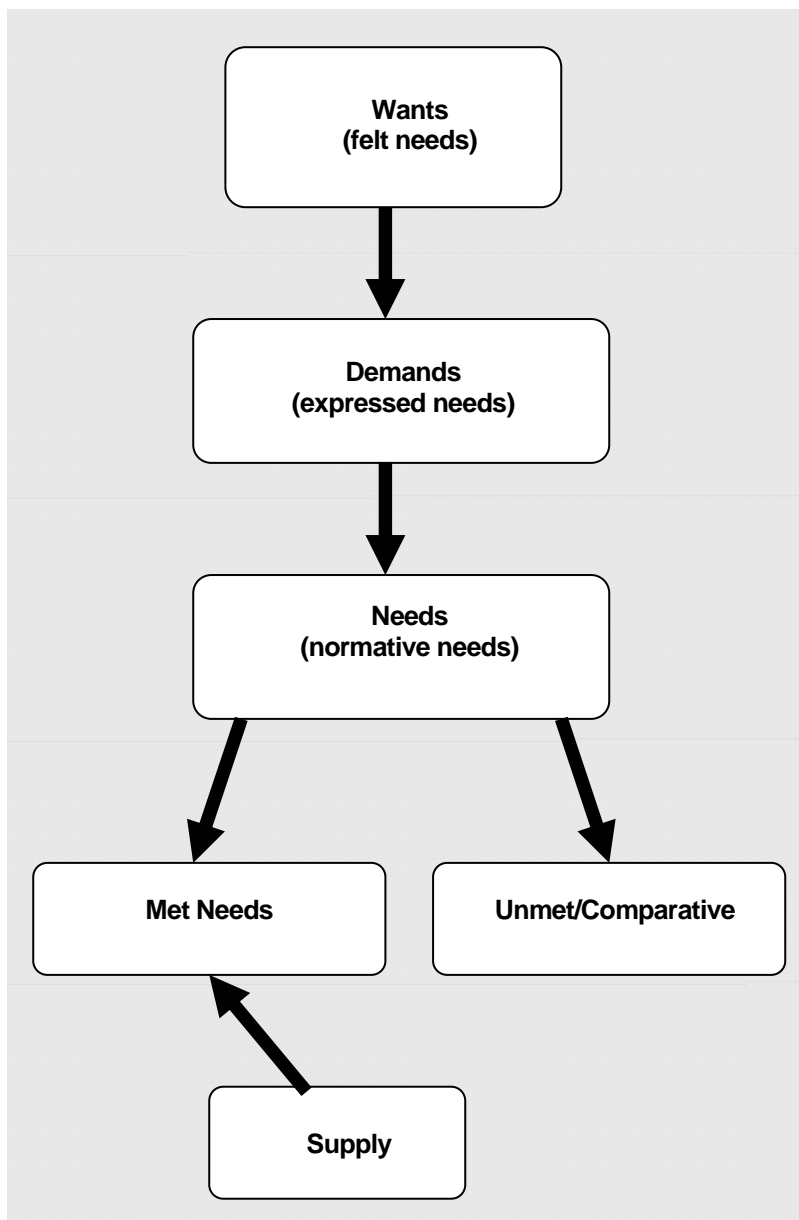 Wants
(felt needs)
Demands
(expressed needs)
Needs
(normative needs)
Met Needs
Unmet/Comparative
Supply